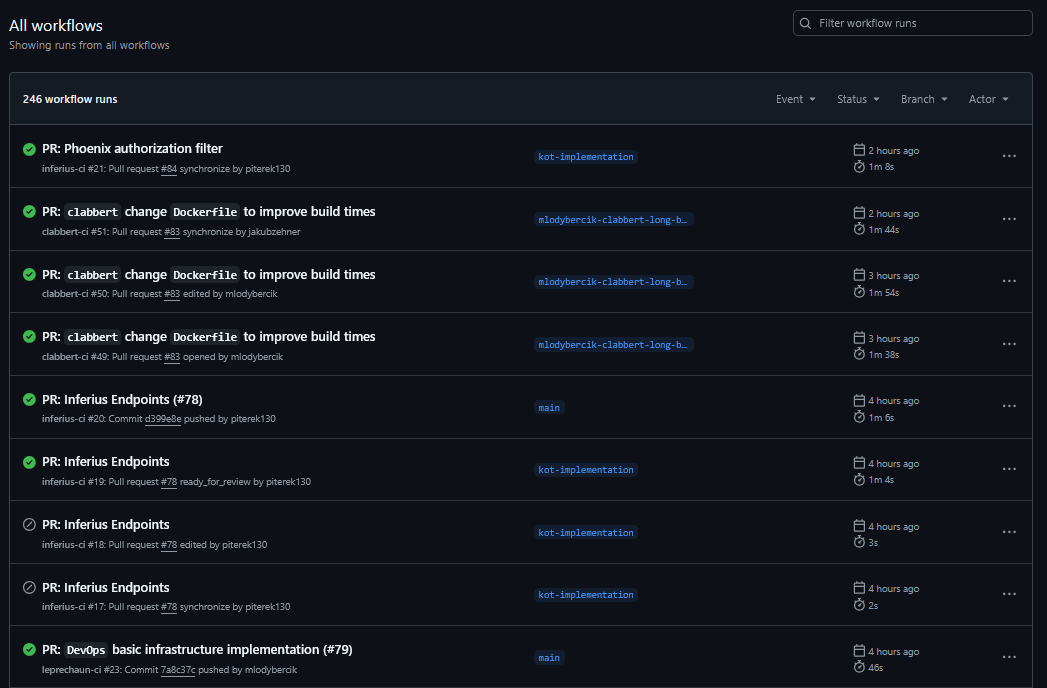 All workflows
Filter workflow runs
Showing runs from all workflows
246 workflow runs
Event
Status
Branch
Actor
PR: Phoenix authorization filter
inferius-ci #21: Pull request #84 synchronize by piterek130
kot-implementation
2 hours ago
1m 8s
PR: clabbert change Dockerfile to improve build times
clabbert-ci #51: Pull request #83 synchronize by jakubzehner
mlodybercik-clabbert-long-b…
2 hours ago
1m 44s
PR: clabbert change Dockerfile to improve build times
clabbert-ci #50: Pull request #83 edited by mlodybercik
mlodybercik-clabbert-long-b…
3 hours ago
1m 54s
PR: clabbert change Dockerfile to improve build times
clabbert-ci #49: Pull request #83 opened by mlodybercik
mlodybercik-clabbert-long-b…
3 hours ago
1m 38s
PR: Inferius Endpoints (#78)
inferius-ci #20: Commit d399e8e pushed by piterek130
main
4 hours ago
1m 6s
PR: Inferius Endpoints
inferius-ci #19: Pull request #78 ready_for_review by piterek130
kot-implementation
4 hours ago
1m 4s
PR: Inferius Endpoints
inferius-ci #18: Pull request #78 edited by piterek130
kot-implementation
4 hours ago
3s
PR: Inferius Endpoints
inferius-ci #17: Pull request #78 synchronize by piterek130
kot-implementation
4 hours ago
2s
PR: DevOps basic infrastructure implementation (#79)
leprechaun-ci #23: Commit 7a8c37c pushed by mlodybercik
main
4 hours ago
46s